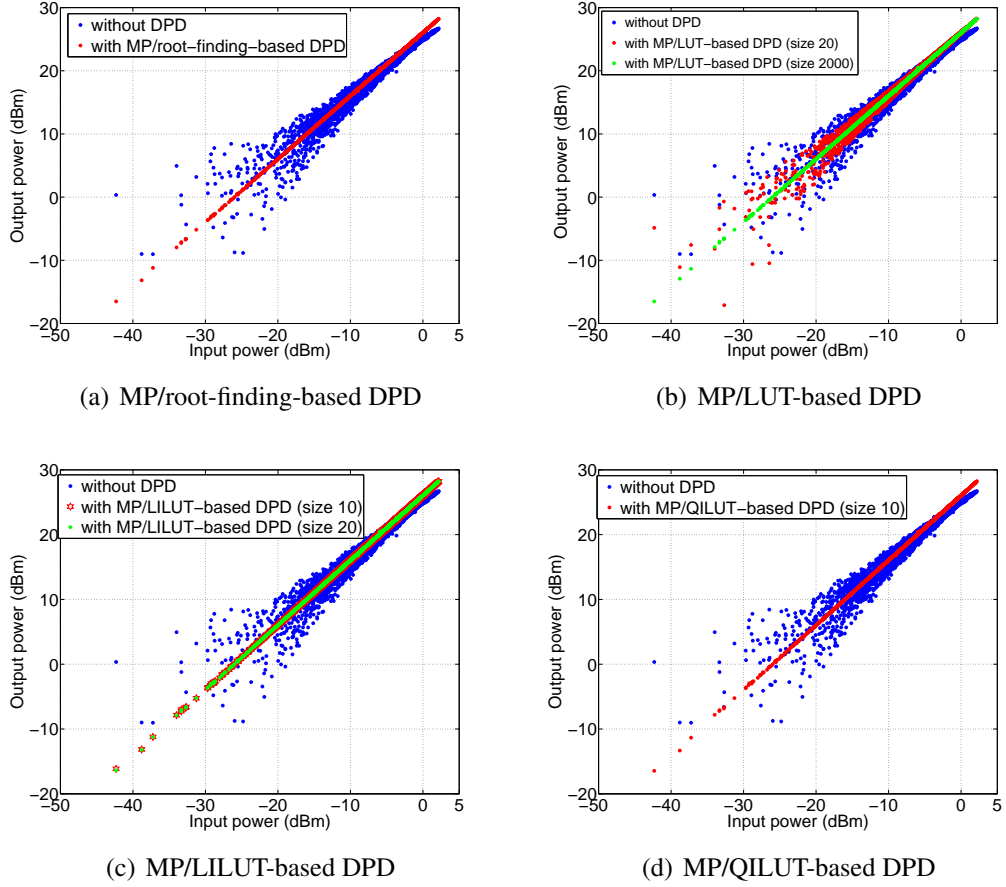 30
20
10
0
−10
−20
−50
−40
−30
−20
−10
0
5
Output power (dBm)
Input power (dBm)
without DPD
with MP/root−finding−based DPD
(a) MP/root-finding-based DPD
30
20
10
0
−10
−20
−50
−40
−30
−20
−10
0
5
Output power (dBm)
Input power (dBm)
without DPD
with MP/LUT−based DPD (size 20)
with MP/LUT−based DPD (size 2000)
(b) MP/LUT-based DPD
30
20
10
0
−10
−20
−50
−40
−30
−20
−10
0
5
Output power (dBm)
Input power (dBm)
without DPD
with MP/LILUT−based DPD (size 10)
with MP/LILUT−based DPD (size 20)
(c) MP/LILUT-based DPD
30
20
10
0
−10
−20
−50
−40
−30
−20
−10
0
5
Output power (dBm)
Input power (dBm)
without DPD
with MP/QILUT−based DPD (size 10)
(d) MP/QILUT-based DPD